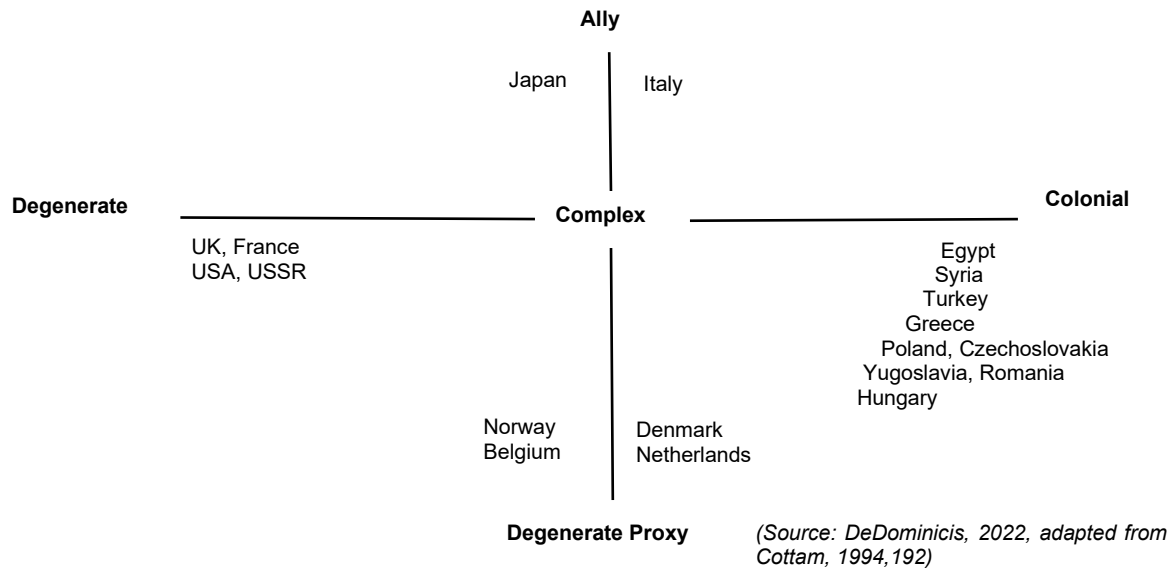 Ally
Japan Italy
Degenerate Complex Colonial
UK, France
USA, USSR
Egypt
Syria
Turkey
Greece
Poland, Czechoslovakia
Yugoslavia, Romania
Hungary
Norway Denmark
Belgium Netherlands
Degenerate Proxy (Source: DeDominicis, 2022, adapted from
Cottam, 1994,192)